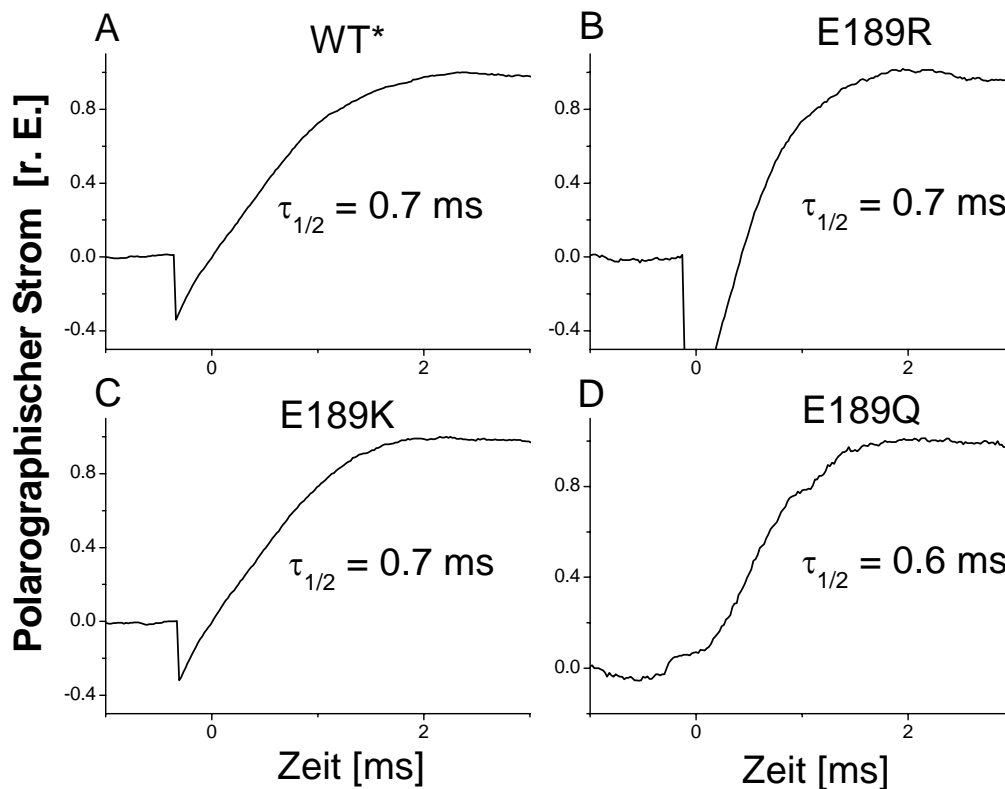 Polarographischer Strom [r. E.]
A
WT*
0.8
0.4
0.0
-0.4
τ1/2 = 0.7 ms
0
2
B
E189R
0.8
0.4
0.0
-0.4
τ1/2 = 0.7 ms
0
2
C
E189K
0.8
0.4
0.0
-0.4
τ1/2 = 0.7 ms
0
2
Zeit [ms]
D
E189Q
0.8
0.4
0.0
τ1/2 = 0.6 ms
0
2
Zeit [ms]